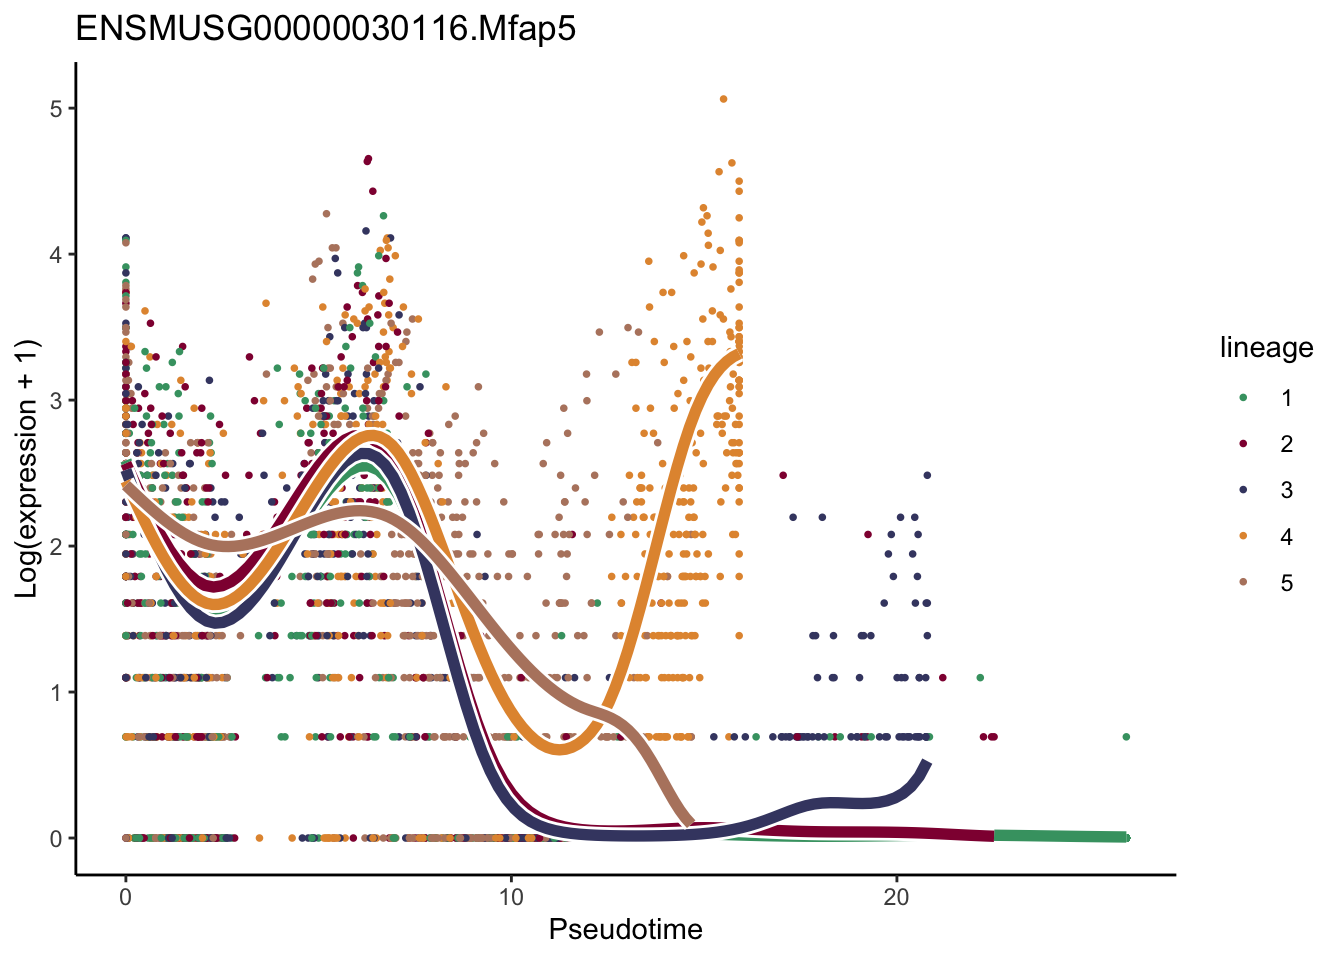 ENSMUSG00000030116.Mfap5
Log(expression + 1)
5
4
3
2
1
0
0 10 20
Pseudotime
lineage
1
2
3
4
5